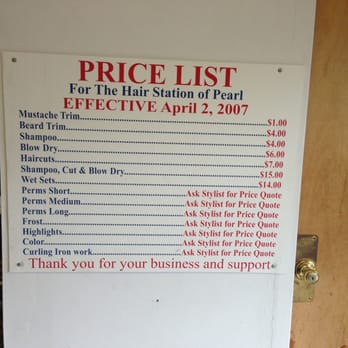 PRICE LIST
For The Hair Station of Pearl
EFFECTIVE April 2, 2007
Mustache Trim....................$1.00
Beard Trim....................$4.00
Shampoo....................$4.00
Blow Dry....................$6.00
Haircuts....................$7.00
Shampoo, Cut & Blow Dry....................$15.00
Wet Sets....................$14.00
Perms Short....................Ask Stylist for Price Quote
Perms Medium....................Ask Stylist for Price Quote
Perms Long....................Ask Stylist for Price Quote
Frost....................Ask Stylist for Price Quote
Highlights....................Ask Stylist for Price Quote
Color....................Ask Stylist for Price Quote
Curling Iron work....................Ask Stylist for Price Quote
Thank you for your business and support